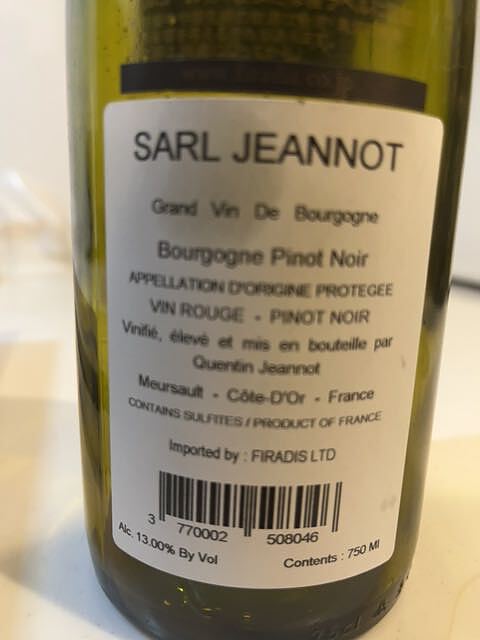 SARL JEANNOT
Grand Vin De Bourgogne
Bourgogne Pinot Noir
APPELLATION D'ORIGINE PROTEGEE
VIN ROUGE - PINOT NOIR
Vinifié, élevé et mis en bouteille par
Quentin Jeannot
Meursault - Côte-D'Or - France
CONTAINS SULFITES / PRODUCT OF FRANCE
Imported by : FIRADIS LTD
3 770002 508046
Alc. 13.00% By Vol
Contents : 750 Ml